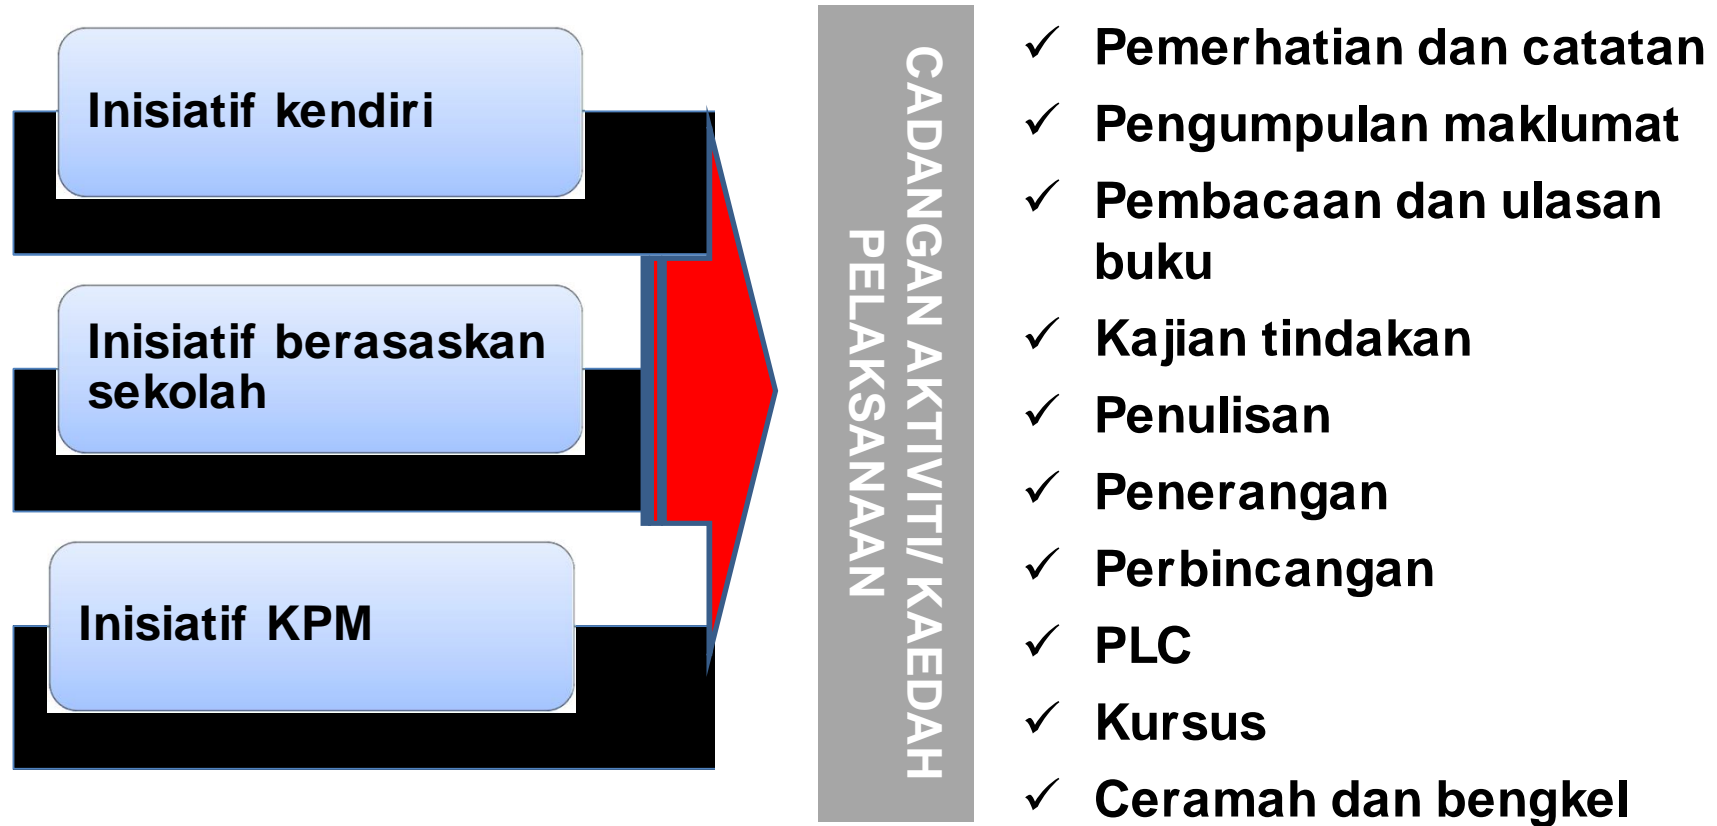 Inisiatif kendiri
Inisiatif berasaskan
sekolah
Inisiatif KPM
CADANGAN AKTIVITI/ KAEDAH
PELAKSANAAN
✓ Pemerhatian dan catatan
✓ Pengumpulan maklumat
✓ Pembacaan dan ulasan
buku
✓ Kajian tindakan
✓ Penulisan
✓ Penerangan
✓ Perbincangan
✓ PLC
✓ Kursus
✓ Ceramah dan bengkel